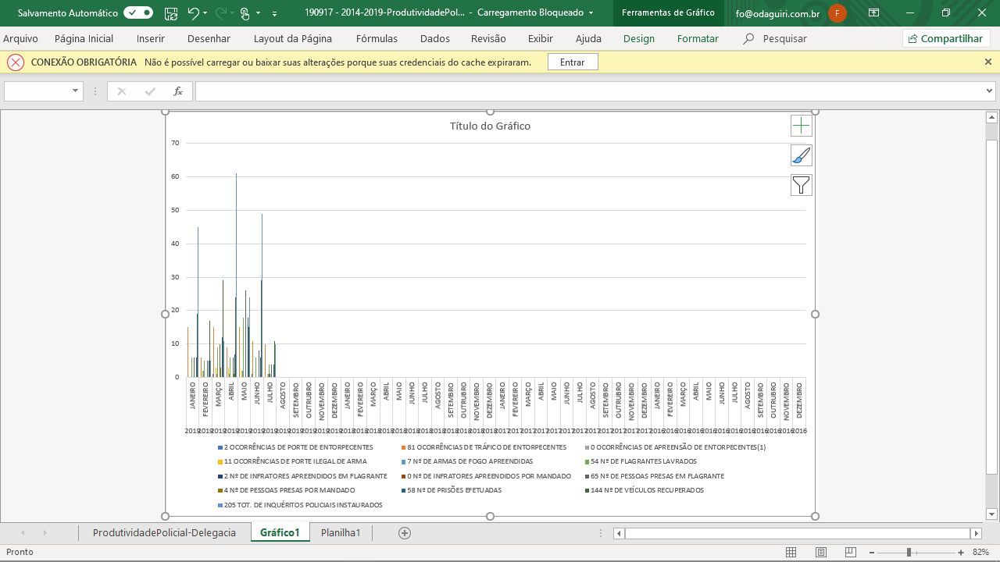 Salvamento Automático
190917 - 2014-2019-ProdutividadePol... - Carregamento Bloqueado
Ferramentas de Gráfico
fo@odaguiri.com.br
F
Arquivo Página Inicial Inserir Desenhar Layout da Página Fórmulas Dados Revisão Exibir Ajuda Design Formatar Pesquisar Compartilhar
CONEXÃO OBRIGATÓRIA Não é possível carregar ou baixar suas alterações porque suas credenciais do cache expiraram. Entrar
fx
Título do Gráfico
70
60
50
40
30
20
10
0
JANEIRO FEVEREIRO MARÇO ABRIL MAIO JUNHO JULHO AGOSTO SETEMBRO OUTRUBRO NOVEMBRO DEZEMBRO JANEIRO FEVEREIRO MARÇO ABRIL MAIO JUNHO JULHO AGOSTO SETEMBRO OUTRUBRO NOVEMBRO DEZEMBRO JANEIRO FEVEREIRO MARÇO ABRIL MAIO JUNHO JULHO AGOSTO SETEMBRO OUTRUBRO NOVEMBRO DEZEMBRO JANEIRO FEVEREIRO MARÇO ABRIL MAIO JUNHO JULHO AGOSTO SETEMBRO OUTRUBRO NOVEMBRO DEZEMBRO
2019 2019 2019 2019 2019 2019 2019 2019 2019 2019 2019 2019 2018 2018 2018 2018 2018 2018 2018 2018 2018 2018 2018 2018 2017 2017 2017 2017 2017 2017 2017 2017 2017 2017 2017 2017 2016 2016 2016 2016 2016 2016 2016 2016 2016 2016 2016 2016
2 OCORRÊNCIAS DE PORTE DE ENTORPECENTES 81 OCORRÊNCIAS DE TRÁFICO DE ENTORPECENTES 0 OCORRÊNCIAS DE APREENSÃO DE ENTORPECENTES(1)
11 OCORRÊNCIAS DE PORTE ILEGAL DE ARMA 7 Nº DE ARMAS DE FOGO APREENDIDAS 54 Nº DE FLAGRANTES LAVRADOS
2 Nº DE INFRATORES APREENDIDOS EM FLAGRANTE 0 Nº DE INFRATORES APREENDIDOS POR MANDADO 65 Nº DE PESSOAS PRESAS EM FLAGRANTE
4 Nº DE PESSOAS PRESAS POR MANDADO 58 Nº DE PRISÕES EFETUADAS 144 Nº DE VEÍCULOS RECUPERADOS
205 TOT. DE INQUÉRITOS POLICIAIS INSTAURADOS
ProdutividadePolicial-Delegacia Gráfico1 Planilha1
Pronto
82%